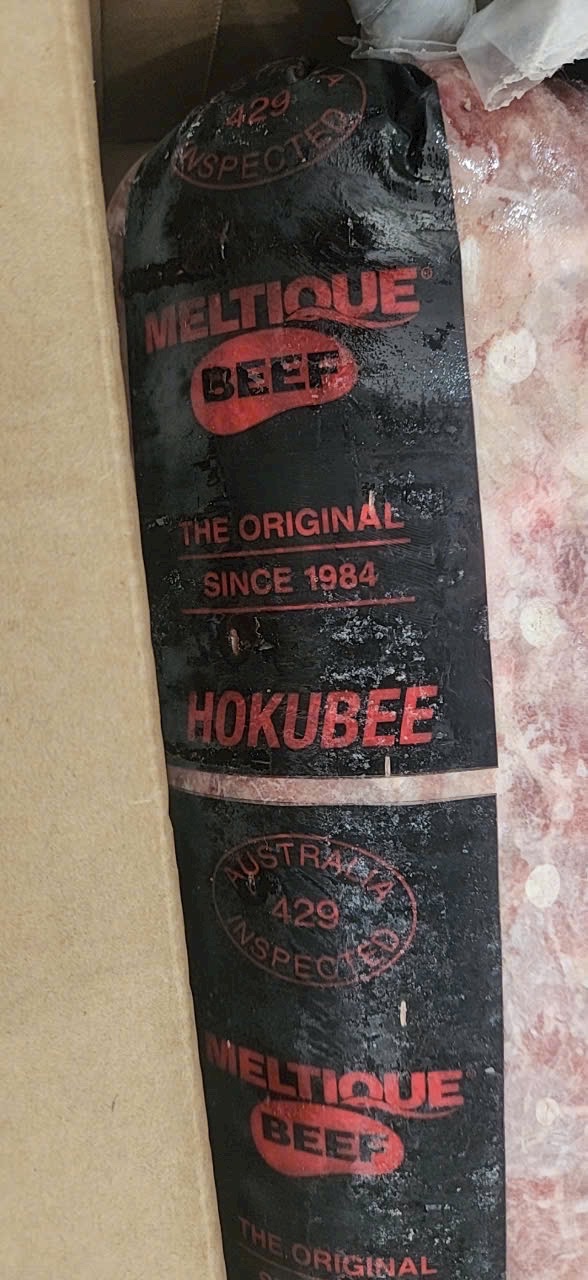 429
INSPECTED
MELTIQUE®
BEEF
THE ORIGINAL
SINCE 1984
HOKUBEE
AUSTRALIA
429
INSPECTED
MELTIQUE
BEEF
THE ORIGINAL